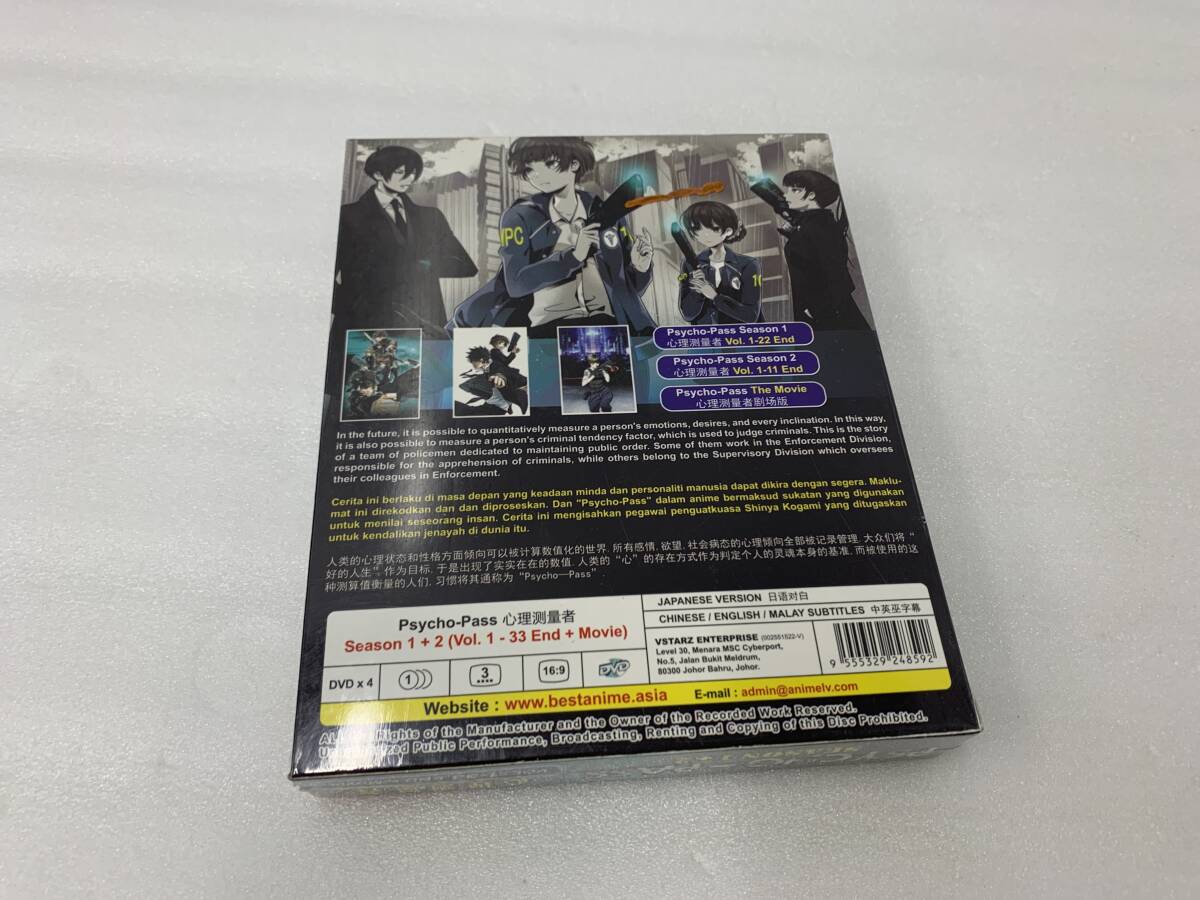 WPC
1
10
Psycho-Pass Season 1
心理测量者 Vol. 1-22 End
Psycho-Pass Season 2
心理测量者 Vol. 1-11 End
Psycho-Pass The Movie
心理测量者剧场版
In the future, it is possible to quantitatively measure a person's emotions, desires, and every inclination. In this way,
it is also possible to measure a person's criminal tendency factor, which is used to judge criminals. This is the story
of a team of policemen dedicated to maintaining public order. Some of them work in the Enforcement Division,
responsible for the apprehension of criminals, while others belong to the Supervisory Division which oversees
their colleagues in Enforcement.
Cerita ini berlaku di masa depan yang keadaan minda dan personaliti manusia dapat dikira dengan segera. Maklu-
mat ini direkodkan dan dan diproseskan. Dan "Psycho-Pass" dalam anime bermaksud sukatan yang digunakan
untuk menilai seseorang insan. Cerita ini mengisahkan pegawai penguatkuasa Shinya Kogami yang ditugaskan
untuk kendalikan jenayah di dunia itu.
人类的心理状态和性格方面倾向可以被计算数值化的世界. 所有感情, 欲望, 社会病态的心理倾向全部被记录管理. 大众们将 "
好的人生" 作为目标, 于是出现了实实在在的数值. 人类的 "心" 的存在方式作为判定个人的灵魂本身的基准, 而被使用的这
种测算值衡量的人们, 习惯将其通称为 "Psycho—Pass".
Psycho-Pass 心理测量者
Season 1 + 2 (Vol. 1 - 33 End + Movie)
DVD x 4
1
3
16:9
DVD
JAPANESE VERSION 日语对白
CHINESE / ENGLISH / MALAY SUBTITLES 中英巫字幕
VSTARZ ENTERPRISE (002551522-V)
Level 30, Menara MSC Cyberport,
No.5, Jalan Bukit Meldrum,
80300 Johor Bahru, Johor.
9 555329 248592
Website : www.bestanime.asia
E-mail : admin@animelv.com
ALL Rights of the Manufacturer and the Owner of the Recorded Work Reserved.
Unauthorized Public Performance, Broadcasting, Renting and Copying of this Disc Prohibited.